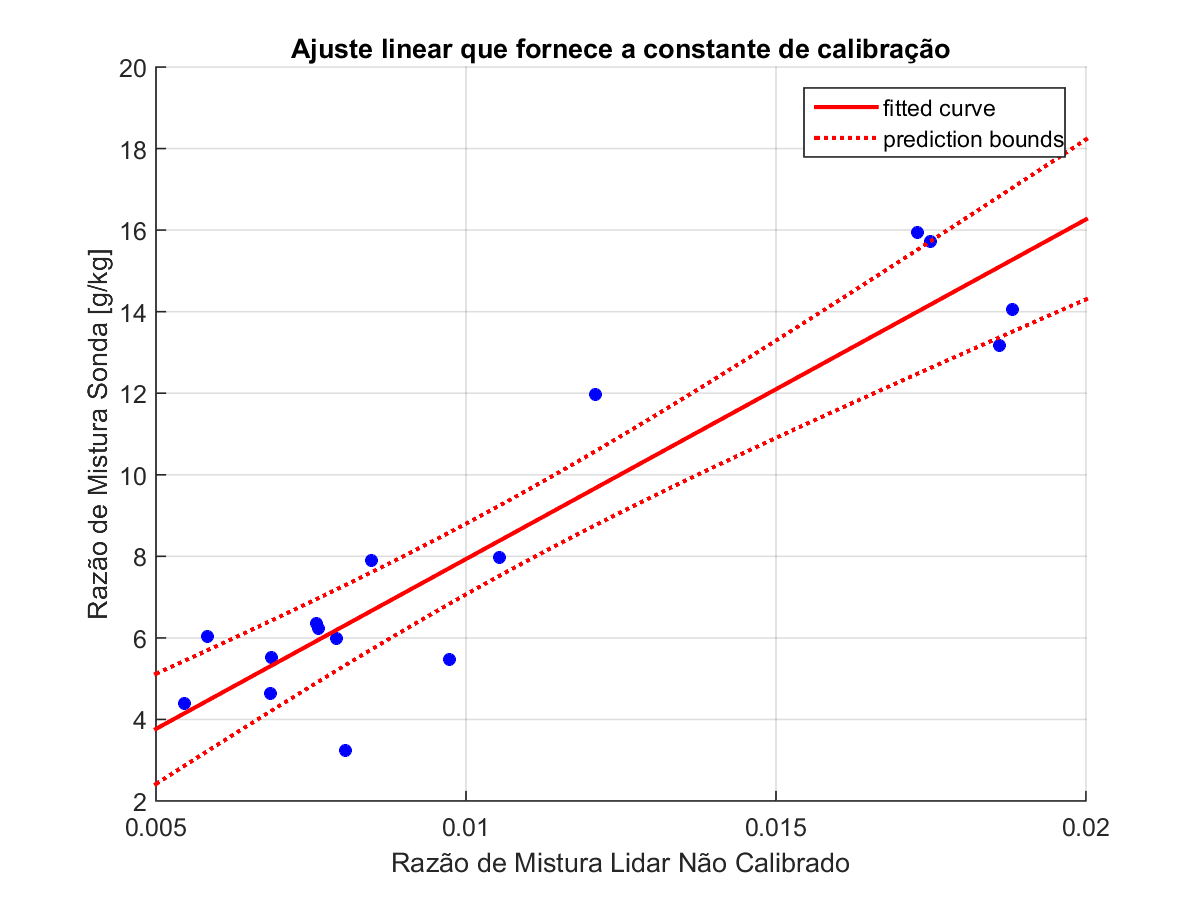 Ajuste linear que fornece a constante de calibração
20
18
16
14
12
10
8
6
4
2
0.005
0.01
0.015
0.02
fitted curve
prediction bounds
Razão de Mistura Sonda [g/kg]
Razão de Mistura Lidar Não Calibrado